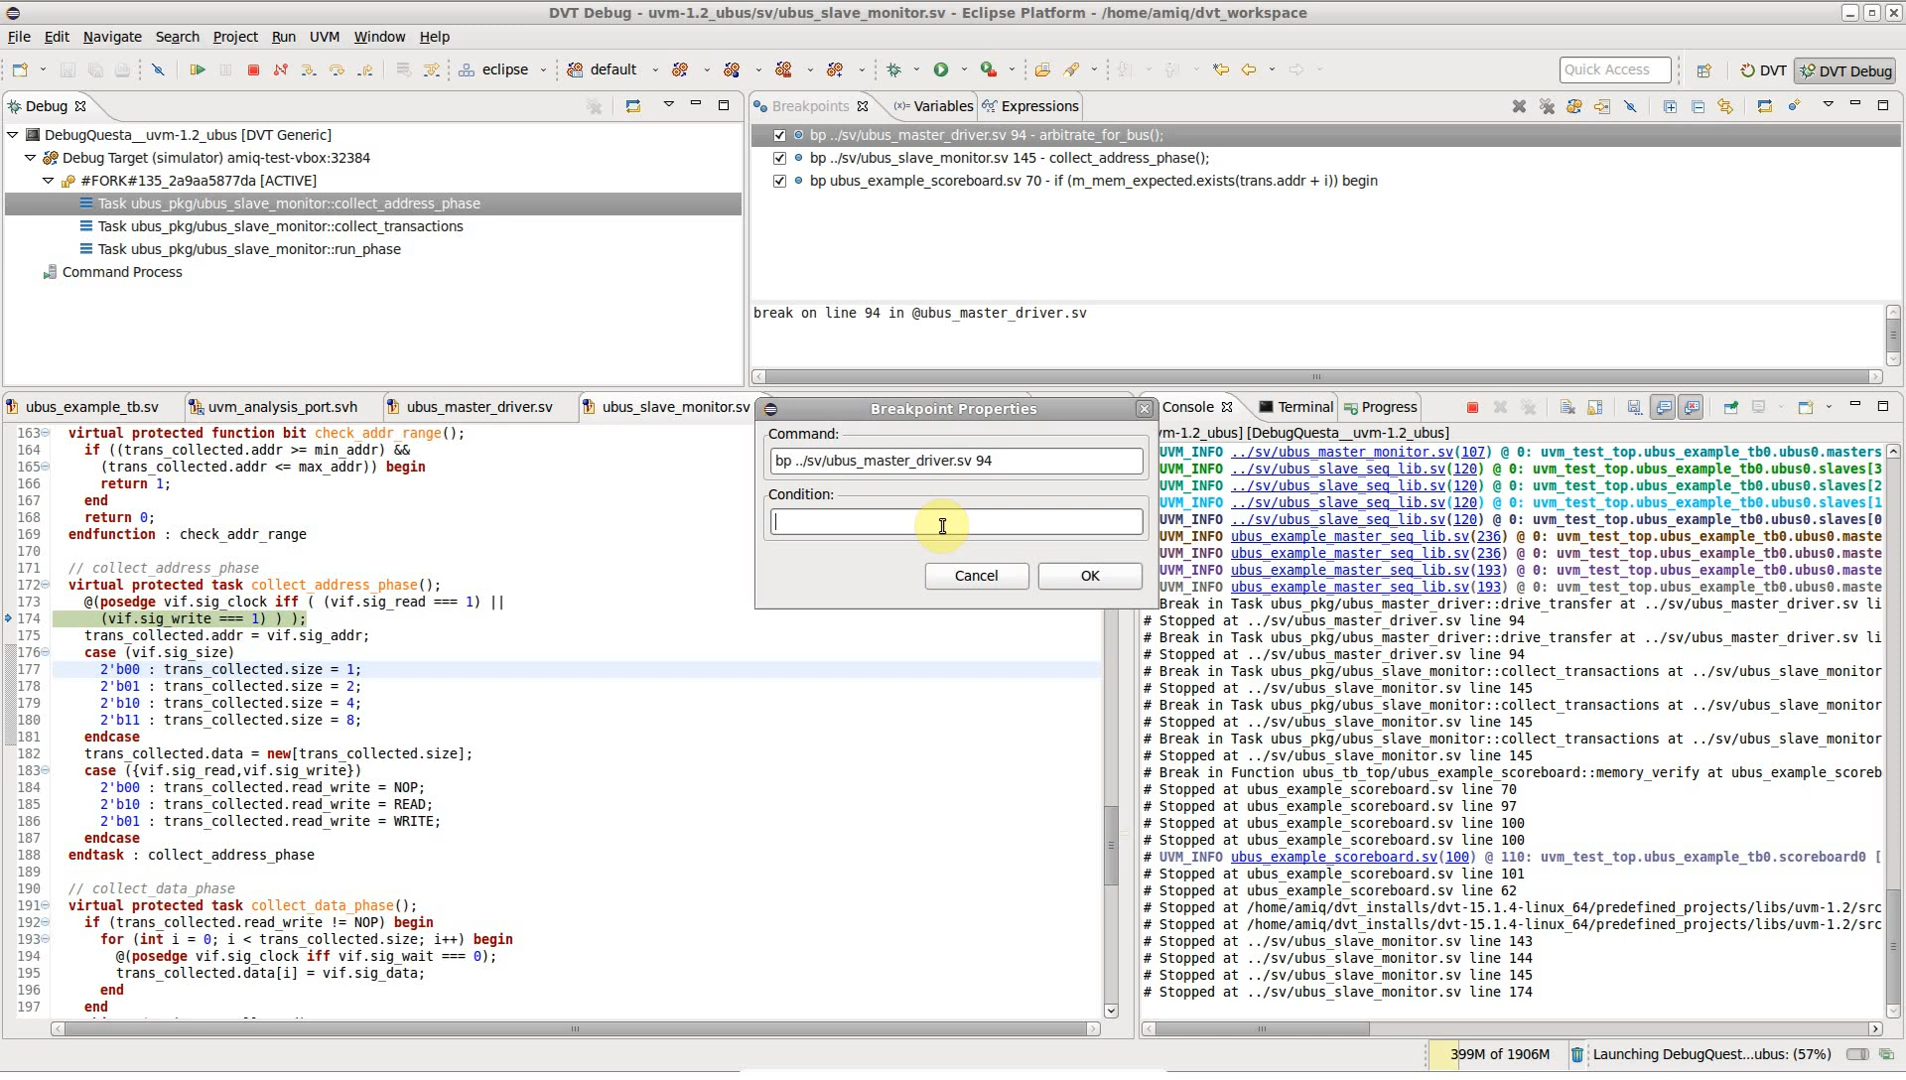 DVT Debug - uvm-1.2_ubus/sv/ubus_slave_monitor.sv - Eclipse Platform - /home/amiq/dvt_workspace
File Edit Navigate Search Project Run UVM Window Help
eclipse default Quick Access DVT DVT Debug
Debug
DebugQuesta__uvm-1.2_ubus [DVT Generic]
Debug Target (simulator) amiq-test-vbox:32384
#FORK#135_2a9aa5877da [ACTIVE]
Task ubus_pkg/ubus_slave_monitor::collect_address_phase
Task ubus_pkg/ubus_slave_monitor::collect_transactions
Task ubus_pkg/ubus_slave_monitor::run_phase
Command Process
Breakpoints (x)= Variables Expressions
bp ../sv/ubus_master_driver.sv 94 - arbitrate_for_bus();
bp ../sv/ubus_slave_monitor.sv 145 - collect_address_phase();
bp ubus_example_scoreboard.sv 70 - if (m_mem_expected.exists(trans.addr + i)) begin
break on line 94 in @ubus_master_driver.sv
ubus_example_tb.sv uvm_analysis_port.svh ubus_master_driver.sv ubus_slave_monitor.sv
163 virtual protected function bit check_addr_range();
164 if ((trans_collected.addr >= min_addr) &&
165 (trans_collected.addr <= max_addr)) begin
166 return 1;
167 end
168 return 0;
169 endfunction : check_addr_range
170
171 // collect_address_phase
172 virtual protected task collect_address_phase();
173 @(posedge vif.sig_clock iff ( (vif.sig_read === 1) ||
174 (vif.sig_write === 1) ) );
175 trans_collected.addr = vif.sig_addr;
176 case (vif.sig_size)
177 2'b00 : trans_collected.size = 1;
178 2'b01 : trans_collected.size = 2;
179 2'b10 : trans_collected.size = 4;
180 2'b11 : trans_collected.size = 8;
181 endcase
182 trans_collected.data = new[trans_collected.size];
183 case ({vif.sig_read,vif.sig_write})
184 2'b00 : trans_collected.read_write = NOP;
185 2'b10 : trans_collected.read_write = READ;
186 2'b01 : trans_collected.read_write = WRITE;
187 endcase
188 endtask : collect_address_phase
189
190 // collect_data_phase
191 virtual protected task collect_data_phase();
192 if (trans_collected.read_write != NOP) begin
193 for (int i = 0; i < trans_collected.size; i++) begin
194 @(posedge vif.sig_clock iff vif.sig_wait === 0);
195 trans_collected.data[i] = vif.sig_data;
196 end
197 end
Breakpoint Properties
Command:
bp ../sv/ubus_master_driver.sv 94
Condition:
Cancel OK
Console Terminal Progress
vm-1.2_ubus] [DebugQuesta__uvm-1.2_ubus]
UVM_INFO ../sv/ubus_master_monitor.sv(107) @ 0: uvm_test_top.ubus_example_tb0.ubus0.masters
UVM_INFO ../sv/ubus_slave_seq_lib.sv(120) @ 0: uvm_test_top.ubus_example_tb0.ubus0.slaves[3
UVM_INFO ../sv/ubus_slave_seq_lib.sv(120) @ 0: uvm_test_top.ubus_example_tb0.ubus0.slaves[2
UVM_INFO ../sv/ubus_slave_seq_lib.sv(120) @ 0: uvm_test_top.ubus_example_tb0.ubus0.slaves[1
UVM_INFO ../sv/ubus_slave_seq_lib.sv(120) @ 0: uvm_test_top.ubus_example_tb0.ubus0.slaves[0
UVM_INFO ubus_example_master_seq_lib.sv(236) @ 0: uvm_test_top.ubus_example_tb0.ubus0.maste
UVM_INFO ubus_example_master_seq_lib.sv(236) @ 0: uvm_test_top.ubus_example_tb0.ubus0.maste
UVM_INFO ubus_example_master_seq_lib.sv(193) @ 0: uvm_test_top.ubus_example_tb0.ubus0.maste
UVM_INFO ubus_example_master_seq_lib.sv(193) @ 0: uvm_test_top.ubus_example_tb0.ubus0.maste
Break in Task ubus_pkg/ubus_master_driver::drive_transfer at ../sv/ubus_master_driver.sv li
# Stopped at ../sv/ubus_master_driver.sv line 94
# Break in Task ubus_pkg/ubus_master_driver::drive_transfer at ../sv/ubus_master_driver.sv li
# Stopped at ../sv/ubus_master_driver.sv line 94
# Break in Task ubus_pkg/ubus_slave_monitor::collect_transactions at ../sv/ubus_slave_monitor
# Stopped at ../sv/ubus_slave_monitor.sv line 145
# Break in Task ubus_pkg/ubus_slave_monitor::collect_transactions at ../sv/ubus_slave_monitor
# Stopped at ../sv/ubus_slave_monitor.sv line 145
# Break in Task ubus_pkg/ubus_slave_monitor::collect_transactions at ../sv/ubus_slave_monitor
# Stopped at ../sv/ubus_slave_monitor.sv line 145
# Break in Function ubus_tb_top/ubus_example_scoreboard::memory_verify at ubus_example_scoreb
# Stopped at ubus_example_scoreboard.sv line 70
# Stopped at ubus_example_scoreboard.sv line 97
# Stopped at ubus_example_scoreboard.sv line 100
# Stopped at ubus_example_scoreboard.sv line 100
# UVM_INFO ubus_example_scoreboard.sv(100) @ 110: uvm_test_top.ubus_example_tb0.scoreboard0 [
# Stopped at ubus_example_scoreboard.sv line 101
# Stopped at ubus_example_scoreboard.sv line 62
# Stopped at /home/amiq/dvt_installs/dvt-15.1.4-linux_64/predefined_projects/libs/uvm-1.2/src
# Stopped at /home/amiq/dvt_installs/dvt-15.1.4-linux_64/predefined_projects/libs/uvm-1.2/src
# Stopped at ../sv/ubus_slave_monitor.sv line 143
# Stopped at ../sv/ubus_slave_monitor.sv line 144
# Stopped at ../sv/ubus_slave_monitor.sv line 145
# Stopped at ../sv/ubus_slave_monitor.sv line 174
399M of 1906M Launching DebugQuest...ubus: (57%)